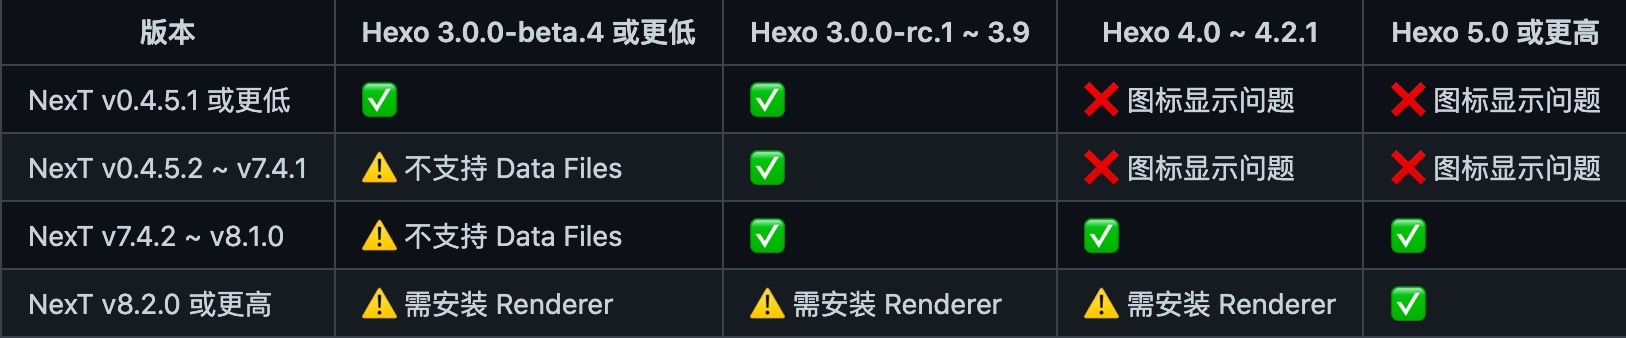 版本 Hexo 3.0.0-beta.4 或更低 Hexo 3.0.0-rc.1 ~ 3.9 Hexo 4.0 ~ 4.2.1 Hexo 5.0 或更高
NexT v0.4.5.1 或更低 ✅ ✅ ❌ 图标显示问题 ❌ 图标显示问题
NexT v0.4.5.2 ~ v7.4.1 ⚠️ 不支持 Data Files ✅ ❌ 图标显示问题 ❌ 图标显示问题
NexT v7.4.2 ~ v8.1.0 ⚠️ 不支持 Data Files ✅ ✅ ✅
NexT v8.2.0 或更高 ⚠️ 需安装 Renderer ⚠️ 需安装 Renderer ⚠️ 需安装 Renderer ✅